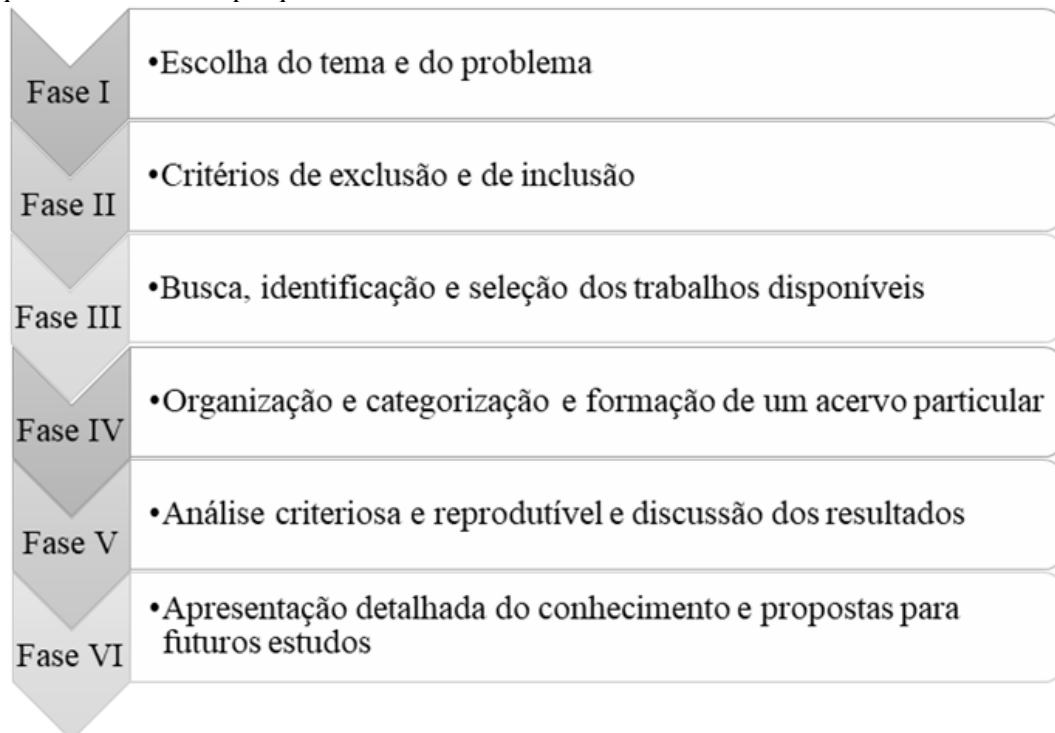 Fase I
•Escolha do tema e do problema
Fase II
•Critérios de exclusão e de inclusão
Fase III
•Busca, identificação e seleção dos trabalhos disponíveis
Fase IV
•Organização e categorização e formação de um acervo particular
Fase V
•Análise criteriosa e reprodutível e discussão dos resultados
Fase VI
•Apresentação detalhada do conhecimento e propostas para
futuros estudos